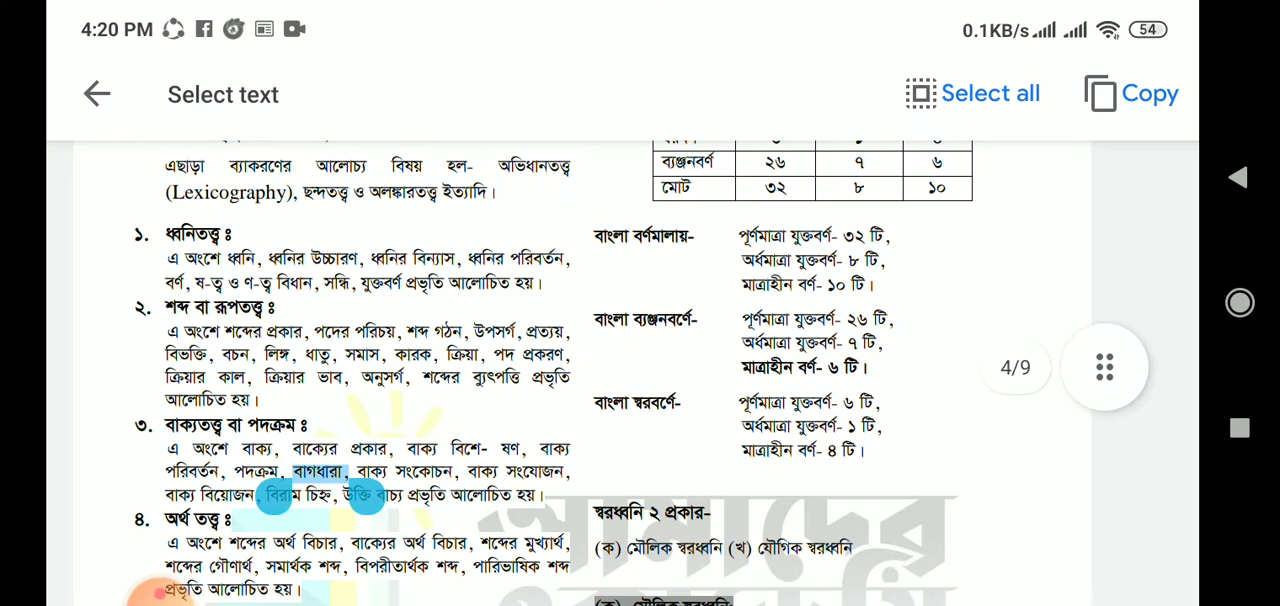 4:20 PM
0.1KB/s
54
Select text
Select all
Copy
এছাড়া ব্যাকরণের আলোচ্য বিষয় হল- অভিধানতত্ত্ব
(Lexicography), ছন্দতত্ত্ব ও অলঙ্কারতত্ত্ব ইত্যাদি।
১. ধ্বনিতত্ত্ব ঃ
এ অংশে ধ্বনি, ধ্বনির উচ্চারণ, ধ্বনির বিন্যাস, ধ্বনির পরিবর্তন,
বর্ণ, ষ-ত্ব ও ণ-ত্ব বিধান, সন্ধি, যুক্তবর্ণ প্রভৃতি আলোচিত হয়।
২. শব্দ বা রূপতত্ত্ব ঃ
এ অংশে শব্দের প্রকার, পদের পরিচয়, শব্দ গঠন, উপসর্গ, প্রত্যয়,
বিভক্তি, বচন, লিঙ্গ, ধাতু, সমাস, কারক, ক্রিয়া, পদ প্রকরণ,
ক্রিয়ার কাল, ক্রিয়ার ভাব, অনুসর্গ, শব্দের ব্যুৎপত্তি প্রভৃতি
আলোচিত হয়।
৩. বাক্যতত্ত্ব বা পদক্রম ঃ
এ অংশে বাক্য, বাক্যের প্রকার, বাক্য বিশে- ষণ, বাক্য
পরিবর্তন, পদক্রম, বাগধারা, বাক্য সংকোচন, বাক্য সংযোজন,
বাক্য বিয়োজন, বিরাম চিহ্ন, উক্তি বাচ্য প্রভৃতি আলোচিত হয়।
৪. অর্থ তত্ত্ব ঃ
এ অংশে শব্দের অর্থ বিচার, বাক্যের অর্থ বিচার, শব্দের মুখ্যার্থ,
শব্দের গৌণার্থ, সমার্থক শব্দ, বিপরীতার্থক শব্দ, পারিভাষিক শব্দ
প্রভৃতি আলোচিত হয়।
ব্যঞ্জনবর্ণ ২৬ ৭ ৬
মোট ৩২ ৮ ১০
বাংলা বর্ণমালায়- পূর্ণমাত্রা যুক্তবর্ণ- ৩২ টি,
অর্ধমাত্রা যুক্তবর্ণ- ৮ টি,
মাত্রাহীন বর্ণ- ১০ টি।
বাংলা ব্যঞ্জনবর্ণে- পূর্ণমাত্রা যুক্তবর্ণ- ২৬ টি,
অর্ধমাত্রা যুক্তবর্ণ- ৭ টি,
মাত্রাহীন বর্ণ- ৬ টি।
বাংলা স্বরবর্ণে- পূর্ণমাত্রা যুক্তবর্ণ- ৬ টি,
অর্ধমাত্রা যুক্তবর্ণ- ১ টি,
মাত্রাহীন বর্ণ- ৪ টি।
আমাদের
স্বরধ্বনি ২ প্রকার-
(ক) মৌলিক স্বরধ্বনি (খ) যৌগিক স্বরধ্বনি
(ক) মৌলিক স্বরধ্বনি-
4/9